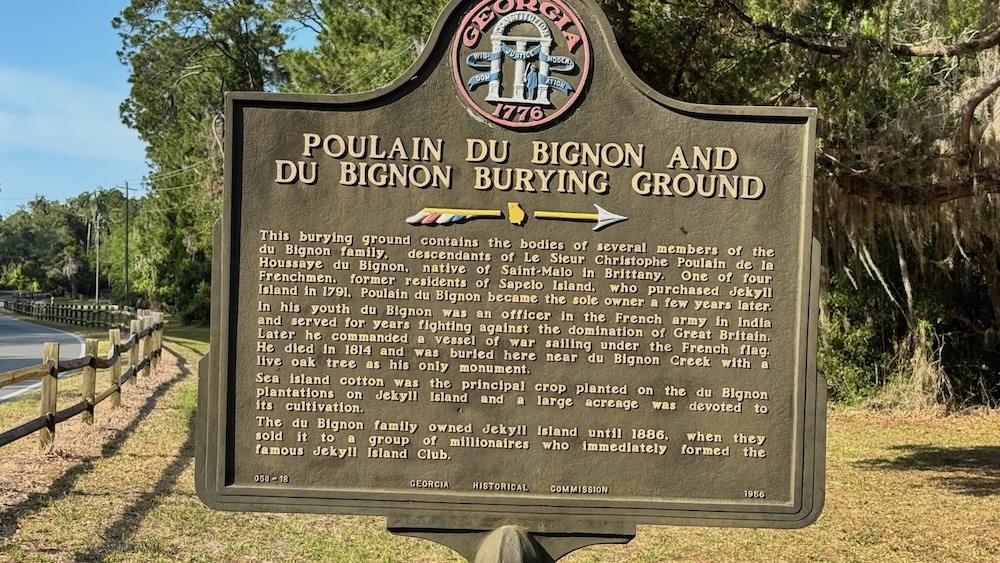 GEORGIA
CONSTITUTION
WISDOM JUSTICE MODERATION
1776
POULAIN DU BIGNON AND
DU BIGNON BURYING GROUND
This burying ground contains the bodies of several members of the
du Bignon family, descendants of Le Sieur Christophe Poulain de la
Houssaye du Bignon, native of Saint-Malo in Brittany. One of four
Frenchmen, former residents of Sapelo Island, who purchased Jekyll
Island in 1791, Poulain du Bignon became the sole owner a few years later.
In his youth du Bignon was an officer in the French army in India
and served for years fighting against the domination of Great Britain.
Later he commanded a vessel of war sailing under the French flag.
He died in 1814 and was buried here near du Bignon Creek with a
live oak tree as his only monument.
Sea island cotton was the principal crop planted on the du Bignon
plantations on Jekyll Island and a large acreage was devoted to
its cultivation.
The du Bignon family owned Jekyll Island until 1886, when they
sold it to a group of millionaires who immediately formed the
famous Jekyll Island Club.
GEORGIA HISTORICAL COMMISSION
1956